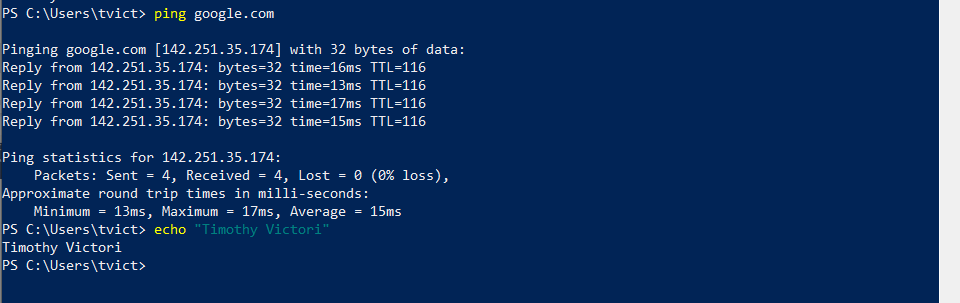 PS C:\Users\tvict> ping google.com
Pinging google.com [142.251.35.174] with 32 bytes of data:
Reply from 142.251.35.174: bytes=32 time=16ms TTL=116
Reply from 142.251.35.174: bytes=32 time=13ms TTL=116
Reply from 142.251.35.174: bytes=32 time=17ms TTL=116
Reply from 142.251.35.174: bytes=32 time=15ms TTL=116
Ping statistics for 142.251.35.174:
Packets: Sent = 4, Received = 4, Lost = 0 (0% loss),
Approximate round trip times in milli-seconds:
Minimum = 13ms, Maximum = 17ms, Average = 15ms
PS C:\Users\tvict> echo "Timothy Victori"
Timothy Victori
PS C:\Users\tvict>